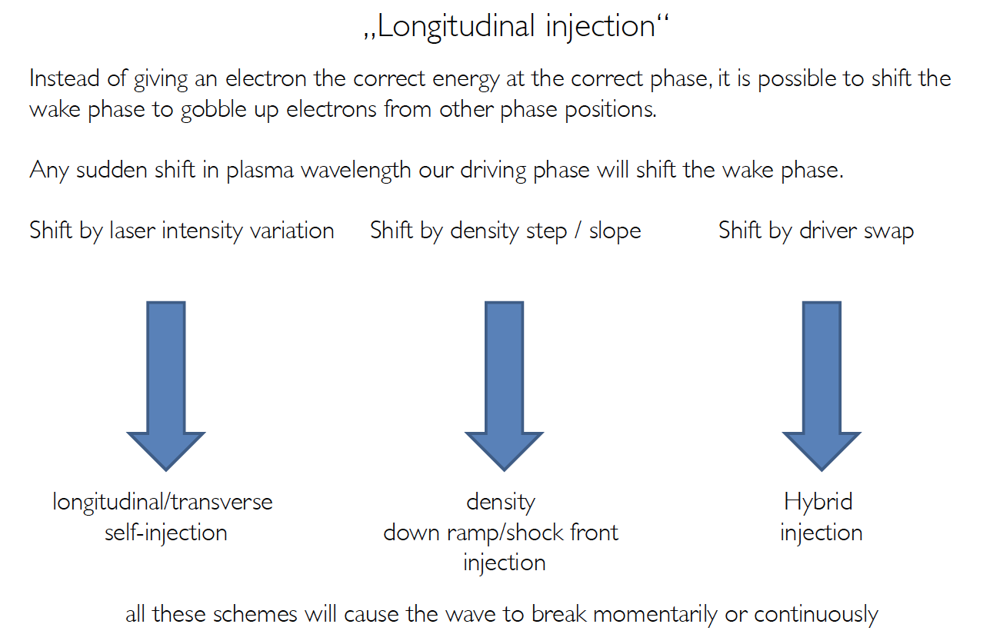 „Longitudinal injection“
Instead of giving an electron the correct energy at the correct phase, it is possible to shift the
wake phase to gobble up electrons from other phase positions.
Any sudden shift in plasma wavelength our driving phase will shift the wake phase.
Shift by laser intensity variation
Shift by density step / slope
Shift by driver swap
longitudinal/transverse
self-injection
density
down ramp/shock front
injection
Hybrid
injection
all these schemes will cause the wave to break momentarily or continuously